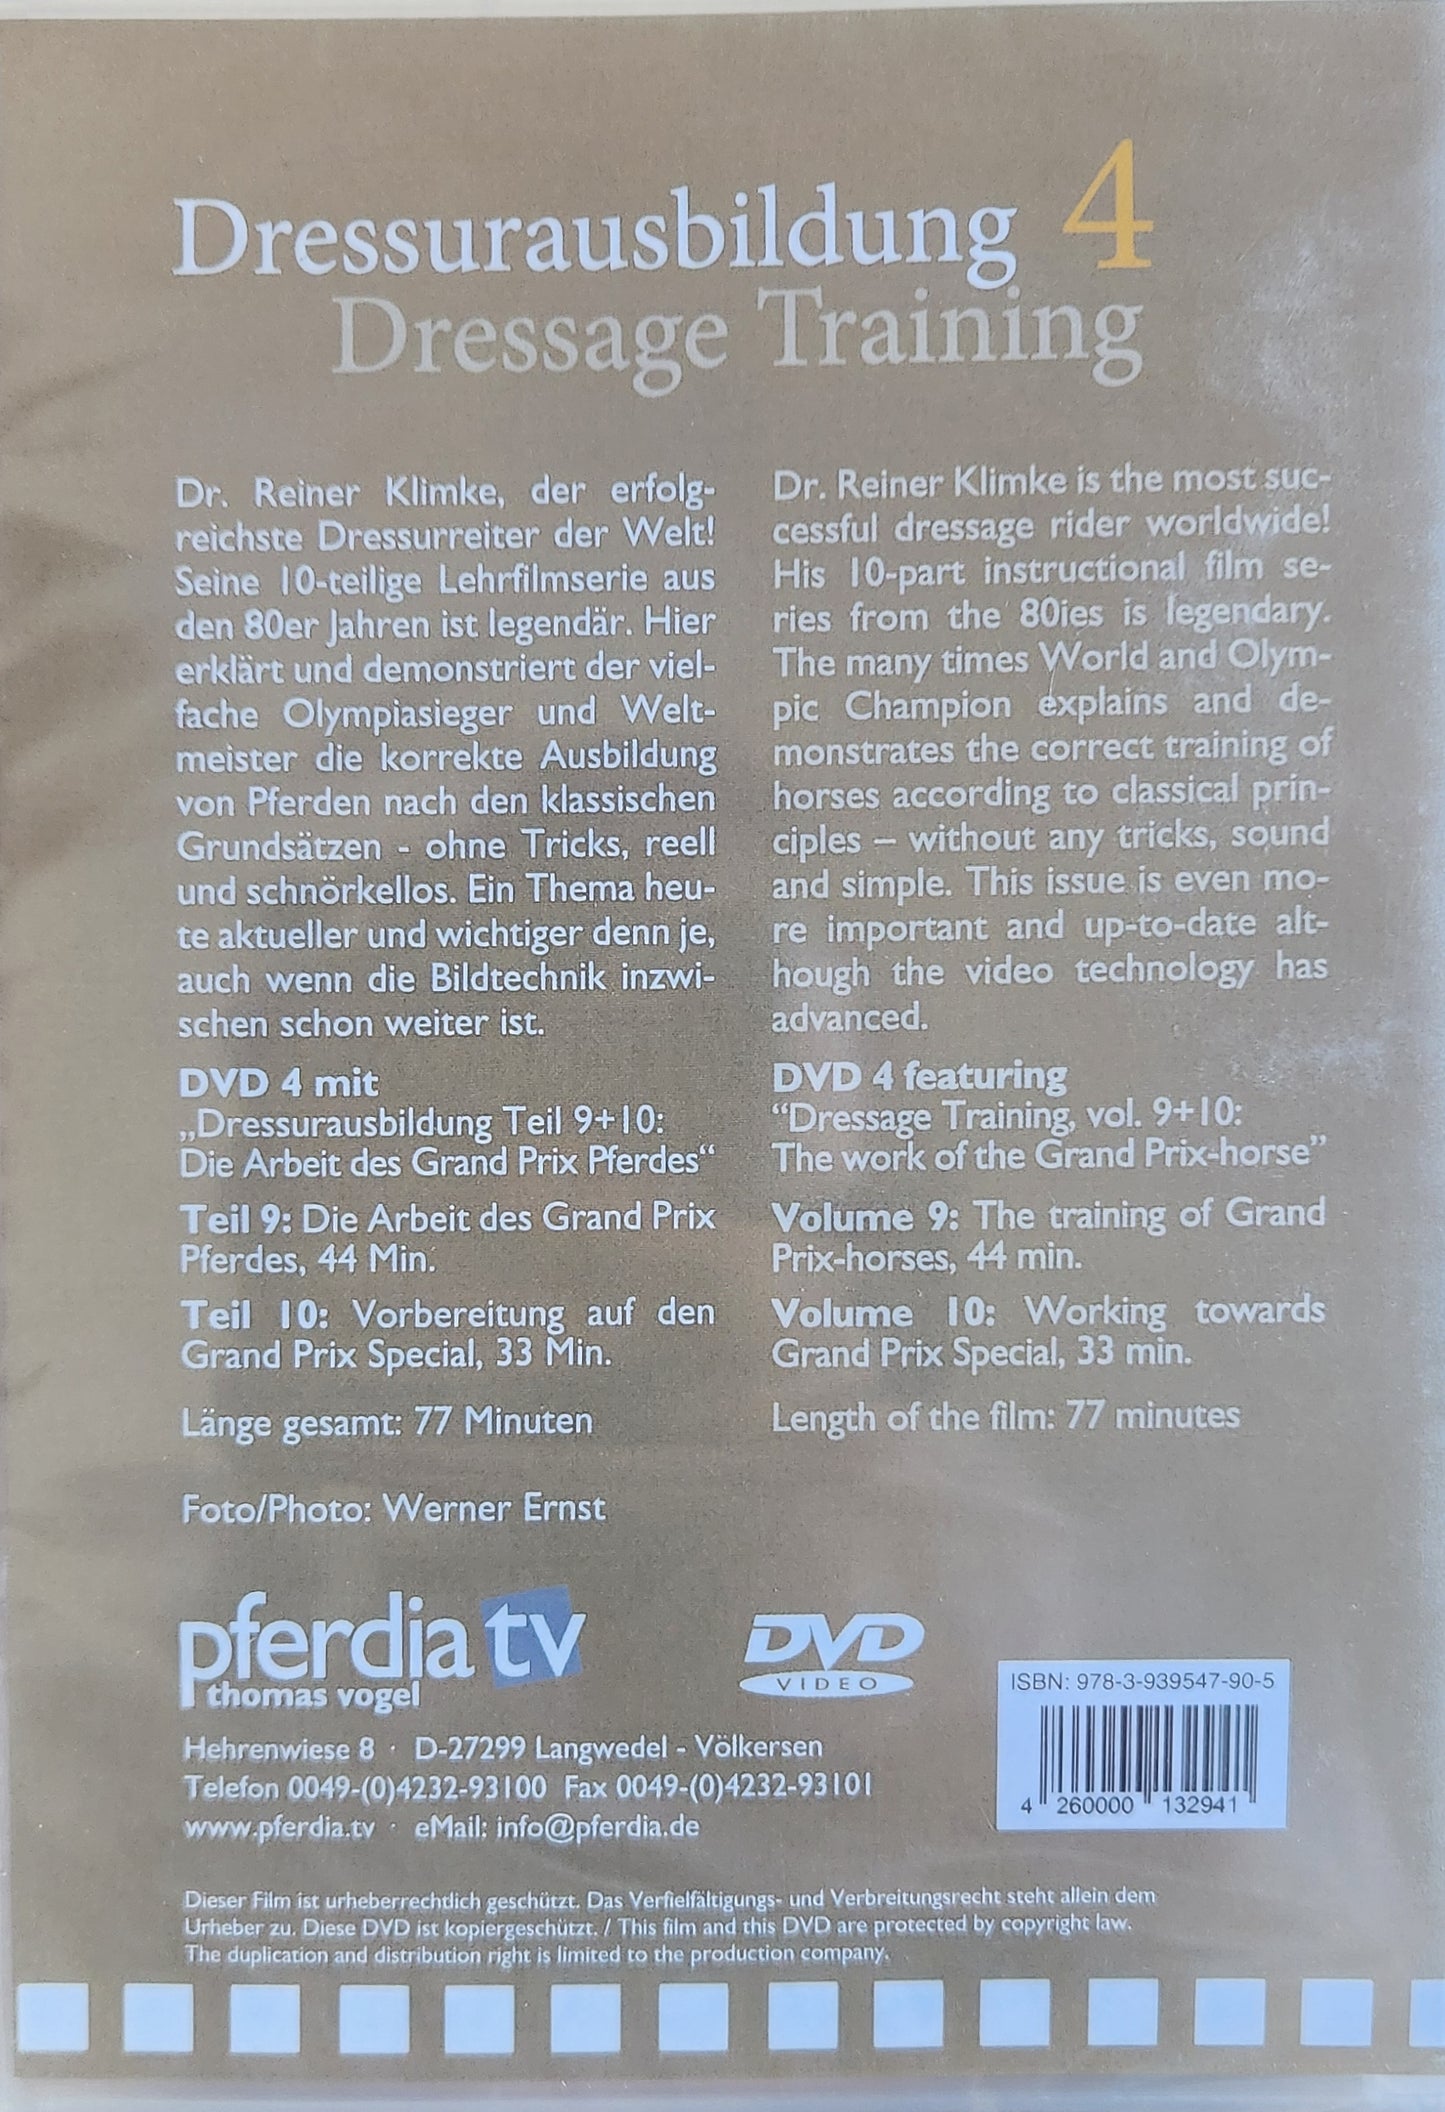 Dressurausbildung 4
Dressage Training
Dr. Reiner Klimke, der erfolg-
reichste Dressurreiter der Welt!
Seine 10-teilige Lehrfilmserie aus
den 80er Jahren ist legendär. Hier
erklärt und demonstriert der viel-
fache Olympiasieger und Welt-
meister die korrekte Ausbildung
von Pferden nach den klassischen
Grundsätzen - ohne Tricks, reell
und schnörkellos. Ein Thema heu-
te aktueller und wichtiger denn je,
auch wenn die Bildtechnik inzwi-
schen schon weiter ist.
DVD 4 mit
„Dressurausbildung Teil 9+10:
Die Arbeit des Grand Prix Pferdes“
Teil 9: Die Arbeit des Grand Prix
Pferdes, 44 Min.
Teil 10: Vorbereitung auf den
Grand Prix Special, 33 Min.
Länge gesamt: 77 Minuten
Foto/Photo: Werner Ernst
Dr. Reiner Klimke is the most suc-
cessful dressage rider worldwide!
His 10-part instructional film se-
ries from the 80ies is legendary.
The many times World and Olym-
pic Champion explains and de-
monstrates the correct training of
horses according to classical prin-
ciples – without any tricks, sound
and simple. This issue is even mo-
re important and up-to-date alt-
hough the video technology has
advanced.
DVD 4 featuring
“Dressage Training, vol. 9+10:
The work of the Grand Prix-horse”
Volume 9: The training of Grand
Prix-horses, 44 min.
Volume 10: Working towards
Grand Prix Special, 33 min.
Length of the film: 77 minutes
pferdia tv
thomas vogel
DVD
VIDEO
ISBN: 978-3-939547-90-5
4 260000 132941
Hehrenwiese 8 · D-27299 Langwedel - Völkersen
Telefon 0049-(0)4232-93100 Fax 0049-(0)4232-93101
www.pferdia.tv · eMail: info@pferdia.de
Dieser Film ist urheberrechtlich geschützt. Das Verfielfältigungs- und Verbreitungsrecht steht allein dem
Urheber zu. Diese DVD ist kopiergeschützt. / This film and this DVD are protected by copyright law.
The duplication and distribution right is limited to the production company.